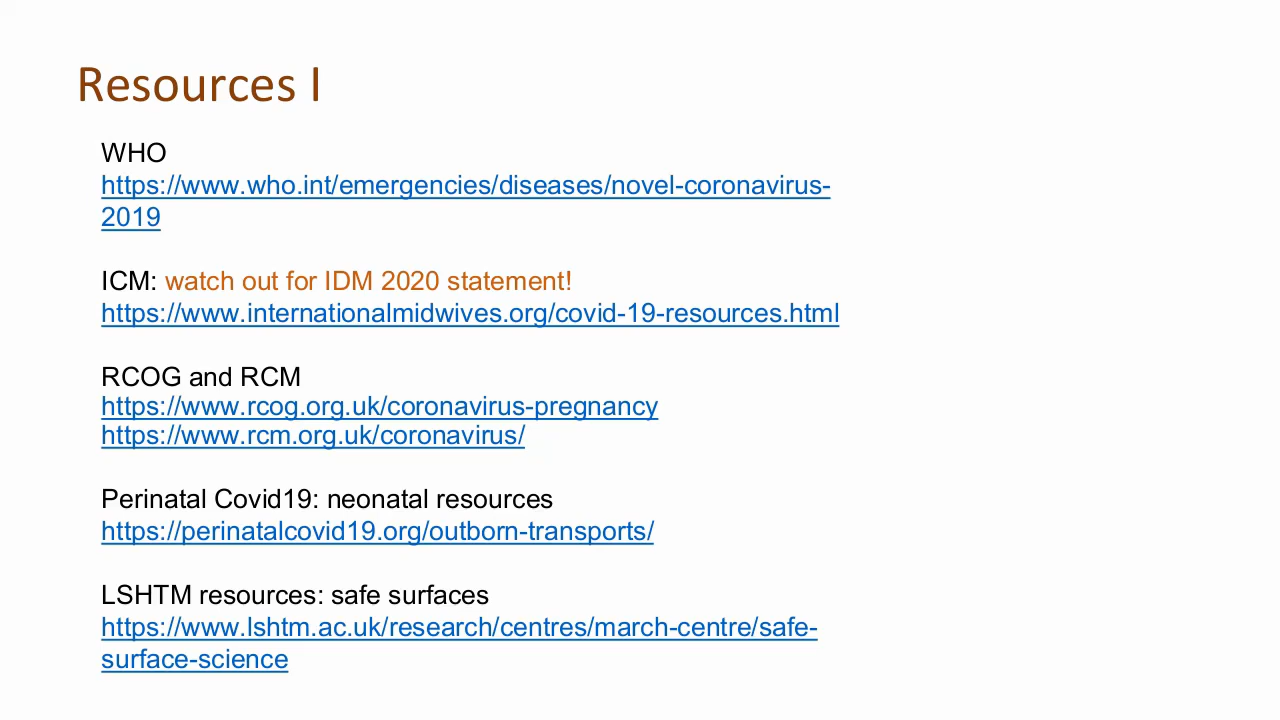 Resources I
WHO
https://www.who.int/emergencies/diseases/novel-coronavirus-
2019
ICM: watch out for IDM 2020 statement!
https://www.internationalmidwives.org/covid-19-resources.html
RCOG and RCM
https://www.rcog.org.uk/coronavirus-pregnancy
https://www.rcm.org.uk/coronavirus/
Perinatal Covid19: neonatal resources
https://perinatalcovid19.org/outborn-transports/
LSHTM resources: safe surfaces
https://www.lshtm.ac.uk/research/centres/march-centre/safe-
surface-science